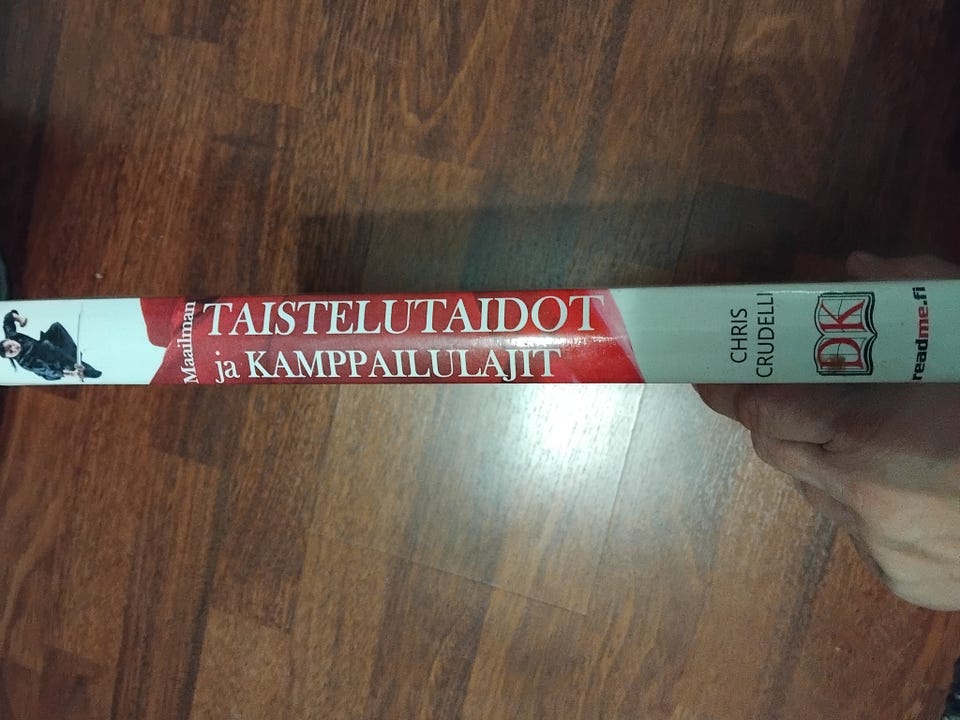 Maailman
TAISTELUTAIDOT
ja KAMPPAILULAJIT
CHRIS
CRUDELLI
DK
readme.fi